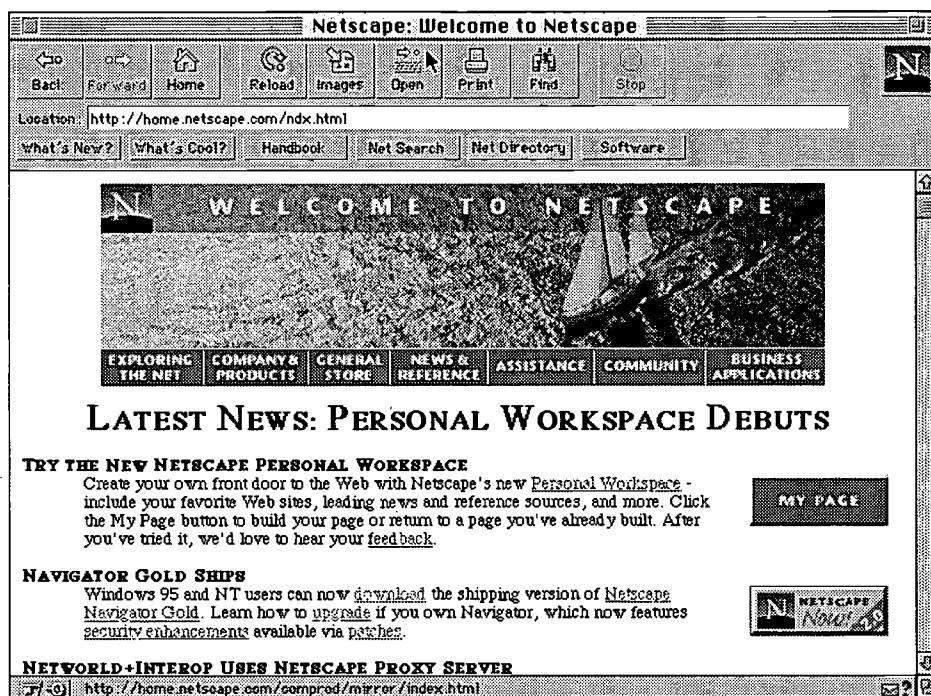 Netscape: Welcome to Netscape
Back Forward Home Reload Images Open Print Find Stop
N
Location: http://home.netscape.com/ndx.html
What's New? What's Cool? Handbook Net Search Net Directory Software
N WELCOME TO NETSCAPE
EXPLORING THE NET COMPANY & PRODUCTS GENERAL STORE NEWS & REFERENCE ASSISTANCE COMMUNITY BUSINESS APPLICATIONS
LATEST NEWS: PERSONAL WORKSPACE DEBUTS
TRY THE NEW NETSCAPE PERSONAL WORKSPACE
Create your own front door to the Web with Netscape's new Personal Workspace -
include your favorite Web sites, leading news and reference sources, and more. Click
the My Page button to build your page or return to a page you've already built. After
you've tried it, we'd love to hear your feedback.
MY PAGE
NAVIGATOR GOLD SHIPS
Windows 95 and NT users can now download the shipping version of Netscape
Navigator Gold. Learn how to upgrade if you own Navigator, which now features
security enhancements available via patches.
N NETSCAPE
Now! 2.0
NETWORLD+INTEROP USES NETSCAPE PROXY SERVER
http://home.netscape.com/comprod/mirror/index.html
?